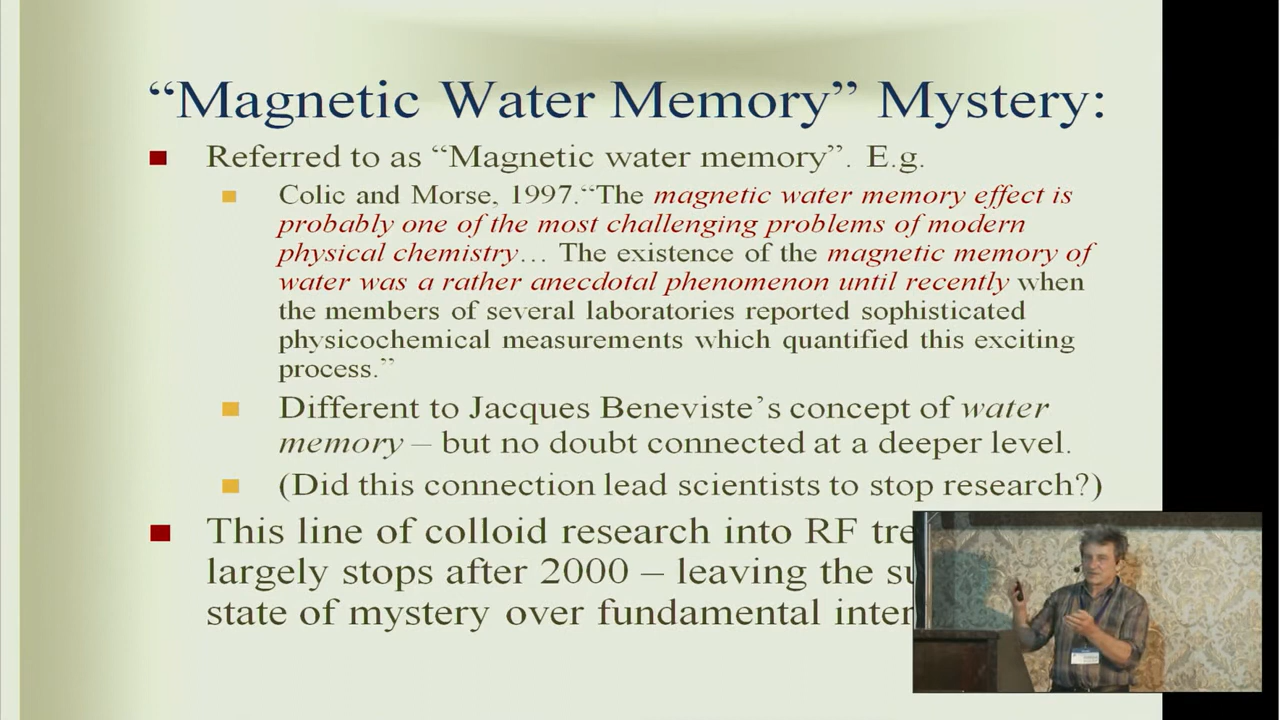 “Magnetic Water Memory” Mystery:
Referred to as “Magnetic water memory”. E.g.
Colic and Morse, 1997.“The magnetic water memory effect is
probably one of the most challenging problems of modern
physical chemistry… The existence of the magnetic memory of
water was a rather anecdotal phenomenon until recently when
the members of several laboratories reported sophisticated
physicochemical measurements which quantified this exciting
process.”
Different to Jacques Beneviste’s concept of water
memory – but no doubt connected at a deeper level.
(Did this connection lead scientists to stop research?)
This line of colloid research into RF
largely stops after 2000 – leaving the
state of mystery over fundamental